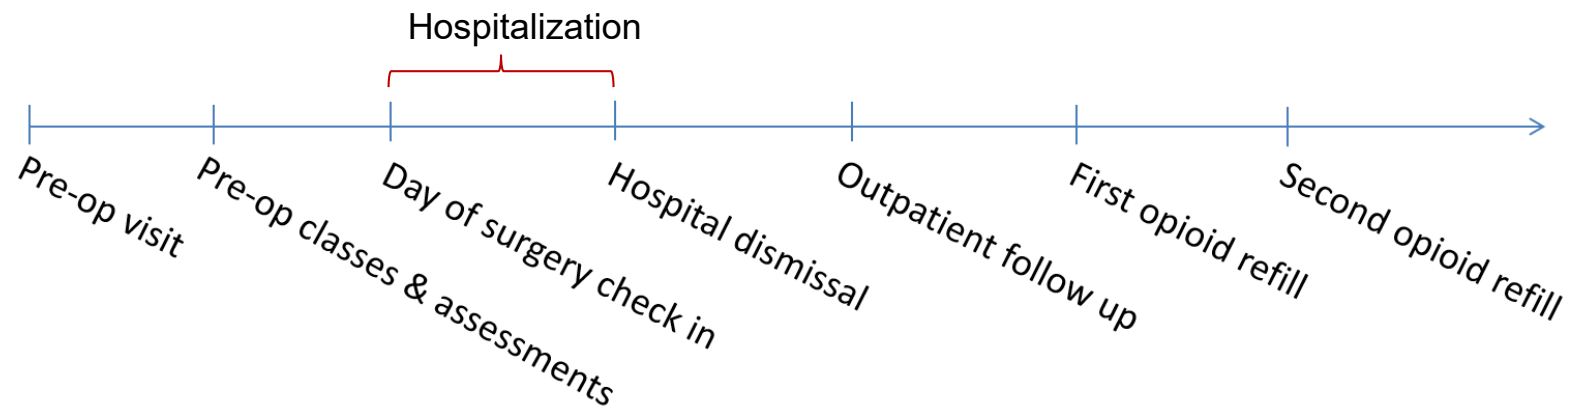 Hospitalization
Pre-op visit
Pre-op classes & assessments
Day of surgery check in
Hospital dismissal
Outpatient follow up
First opioid refill
Second opioid refill